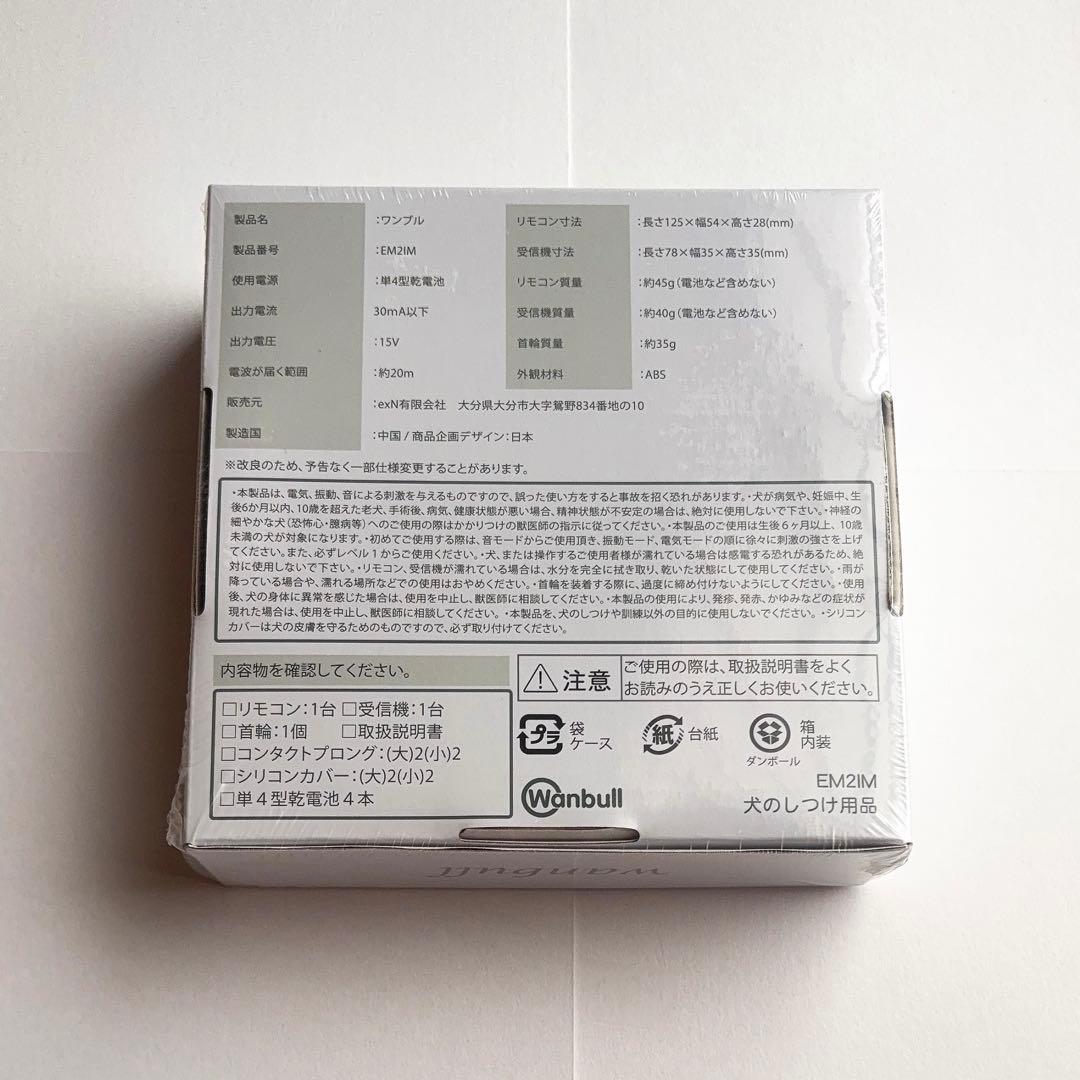 製品名 :ワンブル
製品番号 :EM2IM
使用電源 :単4型乾電池
出力電流 30mA以下
出力電圧 :15V
電波が届く範囲 :約20m
販売元 :exN有限会社 大分県大分市大字鴛野834番地の10
製造国 :中国/商品企画デザイン:日本
リモコン寸法 :長さ125×幅54×高さ28(mm)
受信機寸法 :長さ78×幅35×高さ35(mm)
リモコン質量 :約45g(電池など含めない)
受信機質量 :約40g(電池など含めない)
首輪質量 :約35g
外観材料 :ABS
※改良のため、予告なく一部仕様変更することがあります。
・本製品は、電気、振動、音による刺激を与えるものですので、誤った使い方をすると事故を招く恐れがあります。・犬が病気や、妊娠中、生
後6か月以内、10歳を超えた老犬、手術後、病気、健康状態が悪い場合、精神状態が不安定の場合は、絶対に使用しないで下さい。・神経の
細やかな犬(恐怖心・臆病等)へのご使用の際はかかりつけの獣医師の指示に従ってください。・本製品のご使用は生後6ヶ月以上、10歳
未満の犬が対象になります。・初めてご使用する際は、音モードからご使用頂き、振動モード、電気モードの順に徐々に刺激の強さを上げ
てください。また、必ずレベル1からご使用ください。・犬、または操作するご使用者様が濡れている場合は感電する恐れがあるため、絶
対に使用しないで下さい。・リモコン、受信機が濡れている場合は、水分を完全に拭き取り、乾いた状態にして使用してください。・雨が
降っている場合や、濡れる場所などでの使用はおやめください。・首輪を装着する際に、過度に締め付けないようにしてください。・使用
後、犬の身体に異常を感じた場合は、使用を中止し、獣医師に相談してください。・本製品の使用により、発疹、発赤、かゆみなどの症状が
現れた場合は、使用を中止し、獣医師に相談してください。・本製品を、犬のしつけや訓練以外の目的に使用しないでください。・シリコン
カバーは犬の皮膚を守るためのものですので、必ず取り付けてください。
内容物を確認してください。
□リモコン:1台 □受信機:1台
□首輪:1個 □取扱説明書
□コンタクトプロング:(大)2(小)2
□シリコンカバー:(大)2(小)2
□単4型乾電池4本
注意 ご使用の際は、取扱説明書をよく
お読みのうえ正しくお使いください。
プラ 袋
ケース
紙 台紙
箱
内装
ダンボール
Wanbull
EM2IM
犬のしつけ用品
wanbull